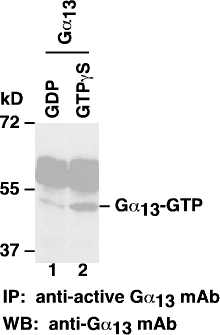 Gα13
GDP
GTPγS
kD
72
55
Gα13-GTP
37
1 2
IP: anti-active Gα13 mAb
WB: anti-Gα13 mAb